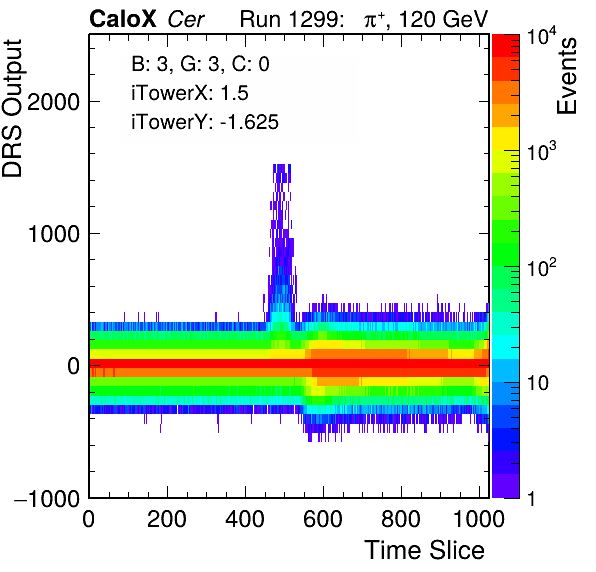 CaloX Cer Run 1299: π⁺, 120 GeV
B: 3, G: 3, C: 0
iTowerX: 1.5
iTowerY: -1.625
DRS Output
2000
1000
0
−1000
0 200 400 600 800 1000
Time Slice
Events
10⁴
10³
10²
10
1